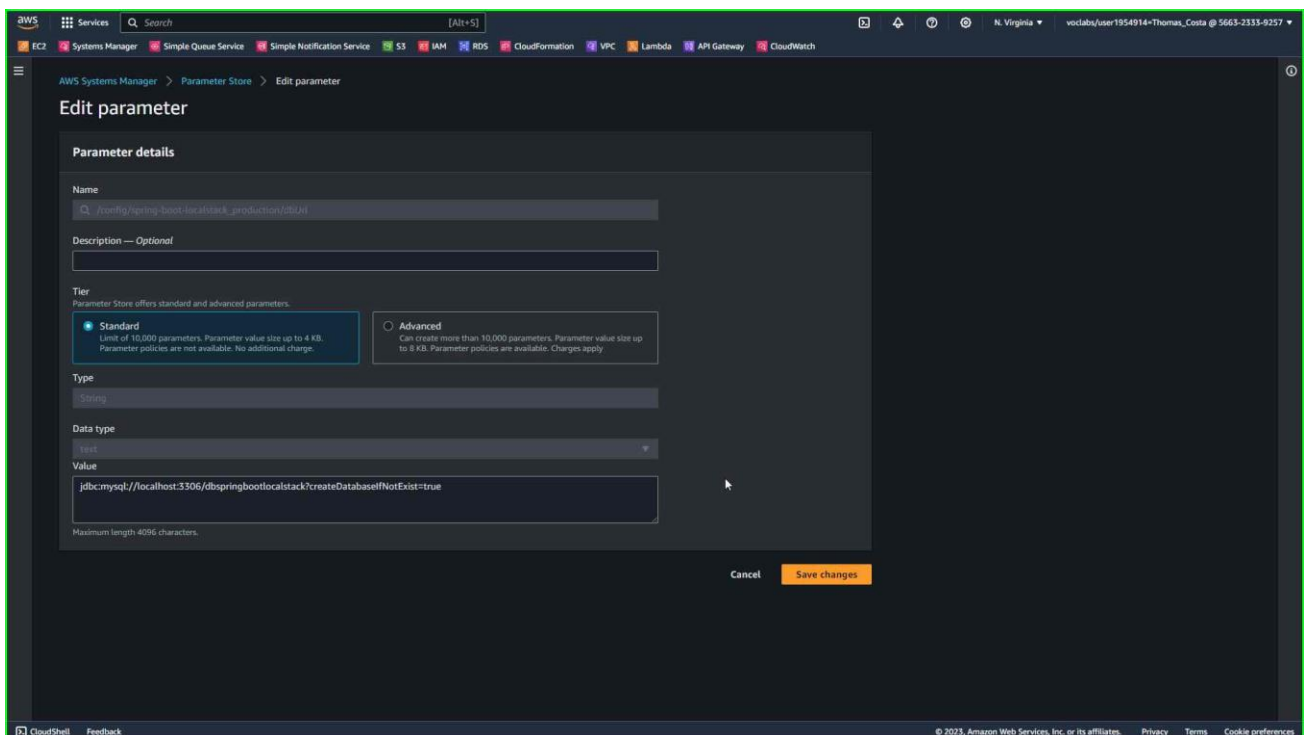 aws Services Search [Alt+S] N. Virginia voclabs/user1954914=Thomas_Costa @ 5663-2333-9257
EC2 Systems Manager Simple Queue Service Simple Notification Service S3 IAM RDS CloudFormation VPC Lambda API Gateway CloudWatch
AWS Systems Manager > Parameter Store > Edit parameter
Edit parameter
Parameter details
Name
/config/spring-boot-localstack_production/dbUrl
Description — Optional
Tier
Parameter Store offers standard and advanced parameters.
Standard
Limit of 10,000 parameters. Parameter value size up to 4 KB.
Parameter policies are not available. No additional charge.
Advanced
Can create more than 10,000 parameters. Parameter value size up
to 8 KB. Parameter policies are available. Charges apply
Type
String
Data type
text
Value
jdbc:mysql://localhost:3306/dbspringbootlocalstack?createDatabaseIfNotExist=true
Maximum length 4096 characters.
Cancel Save changes
CloudShell Feedback © 2023, Amazon Web Services, Inc. or its affiliates. Privacy Terms Cookie preferences